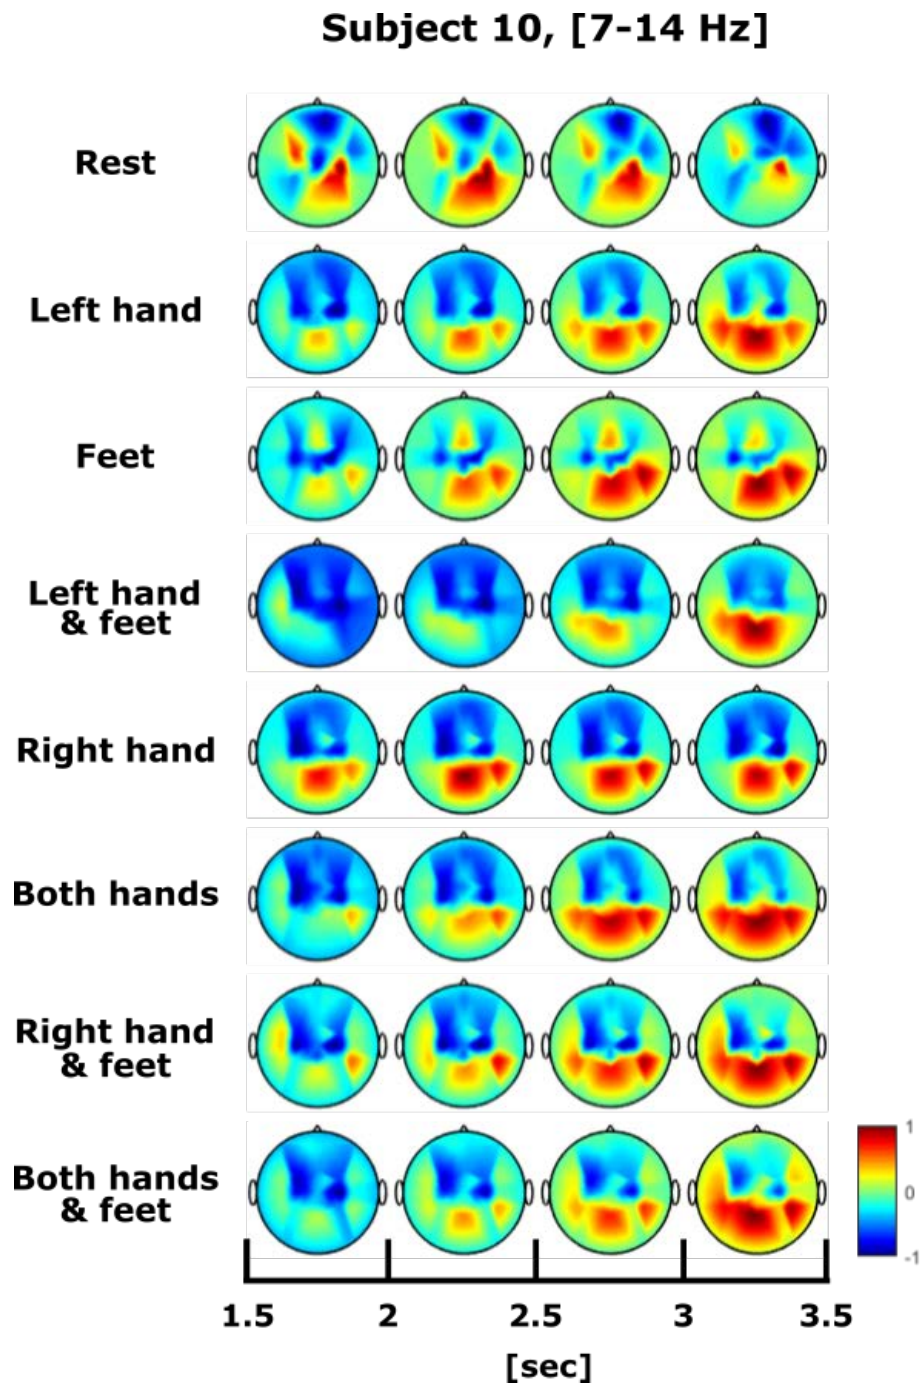 Subject 10, [7-14 Hz]
Rest
Left hand
Feet
Left hand
& feet
Right hand
Both hands
Right hand
& feet
Both hands
& feet
1
0
-1
1.5 2 2.5 3 3.5
[sec]